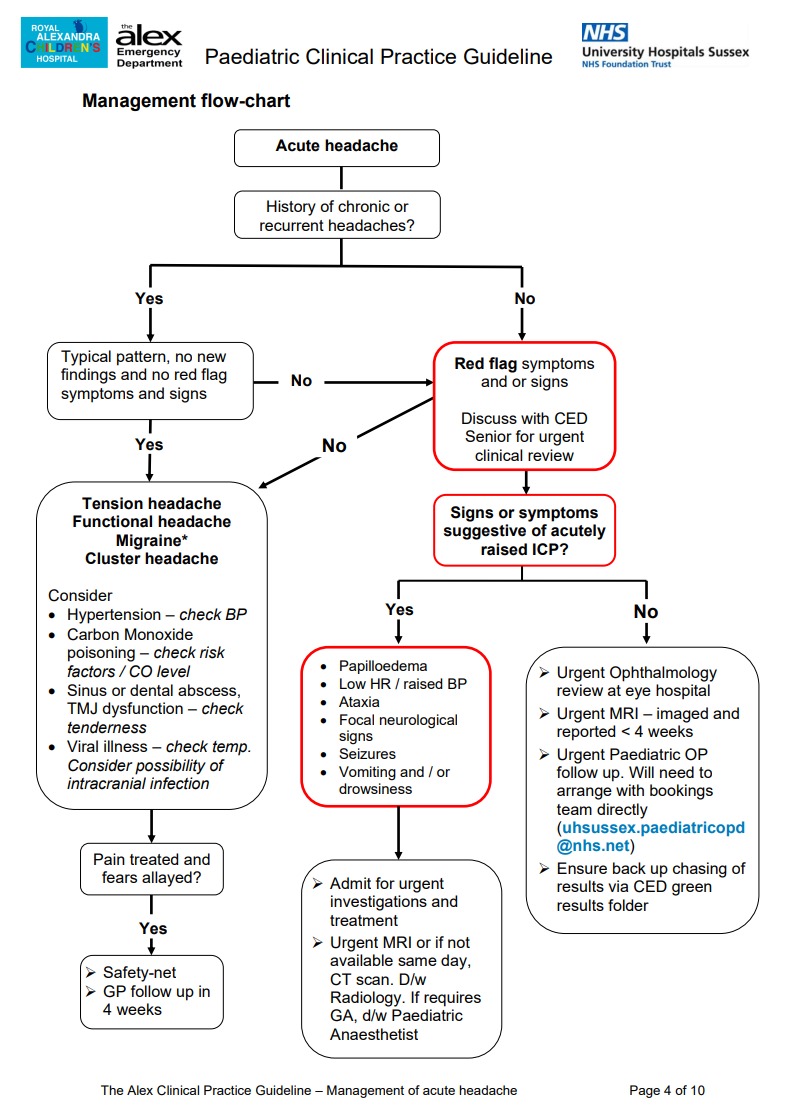 ROYAL
ALEXANDRA
CHILDREN'S
HOSPITAL
the
alex
Emergency
Department
Paediatric Clinical Practice Guideline
NHS
University Hospitals Sussex
NHS Foundation Trust
Management flow-chart
Acute headache
History of chronic or
recurrent headaches?
Yes
No
Typical pattern, no new
findings and no red flag
symptoms and signs
No
Red flag symptoms
and or signs
Discuss with CED
Senior for urgent
clinical review
Yes
No
Tension headache
Functional headache
Migraine*
Cluster headache
Consider
• Hypertension – check BP
• Carbon Monoxide
poisoning – check risk
factors / CO level
• Sinus or dental abscess,
TMJ dysfunction – check
tenderness
• Viral illness – check temp.
Consider possibility of
intracranial infection
Signs or symptoms
suggestive of acutely
raised ICP?
Yes
No
• Papilloedema
• Low HR / raised BP
• Ataxia
• Focal neurological
signs
• Seizures
• Vomiting and / or
drowsiness
➢ Urgent Ophthalmology
review at eye hospital
➢ Urgent MRI – imaged and
reported < 4 weeks
➢ Urgent Paediatric OP
follow up. Will need to
arrange with bookings
team directly
(uhsussex.paediatricopd
@nhs.net)
➢ Ensure back up chasing of
results via CED green
results folder
Pain treated and
fears allayed?
Yes
➢ Safety-net
➢ GP follow up in
4 weeks
➢ Admit for urgent
investigations and
treatment
➢ Urgent MRI or if not
available same day,
CT scan. D/w
Radiology. If requires
GA, d/w Paediatric
Anaesthetist
The Alex Clinical Practice Guideline – Management of acute headache
Page 4 of 10